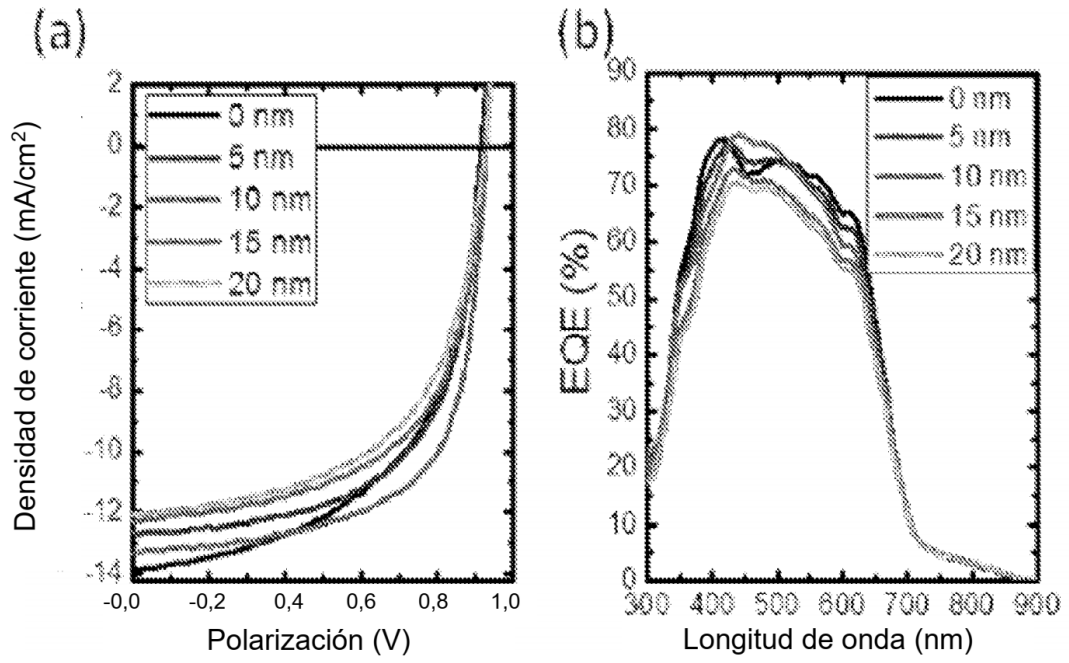 (a)
Densidad de corriente (mA/cm²)
2
0
-2
-4
-6
-8
-10
-12
-14
0 nm
5 nm
10 nm
15 nm
20 nm
-0,0
-0,2
0,4
0,6
0,8
1,0
Polarización (V)
(b)
EQE (%)
90
80
70
60
50
40
30
20
10
0
0 nm
5 nm
10 nm
15 nm
20 nm
300
400
500
600
700
800
900
Longitud de onda (nm)